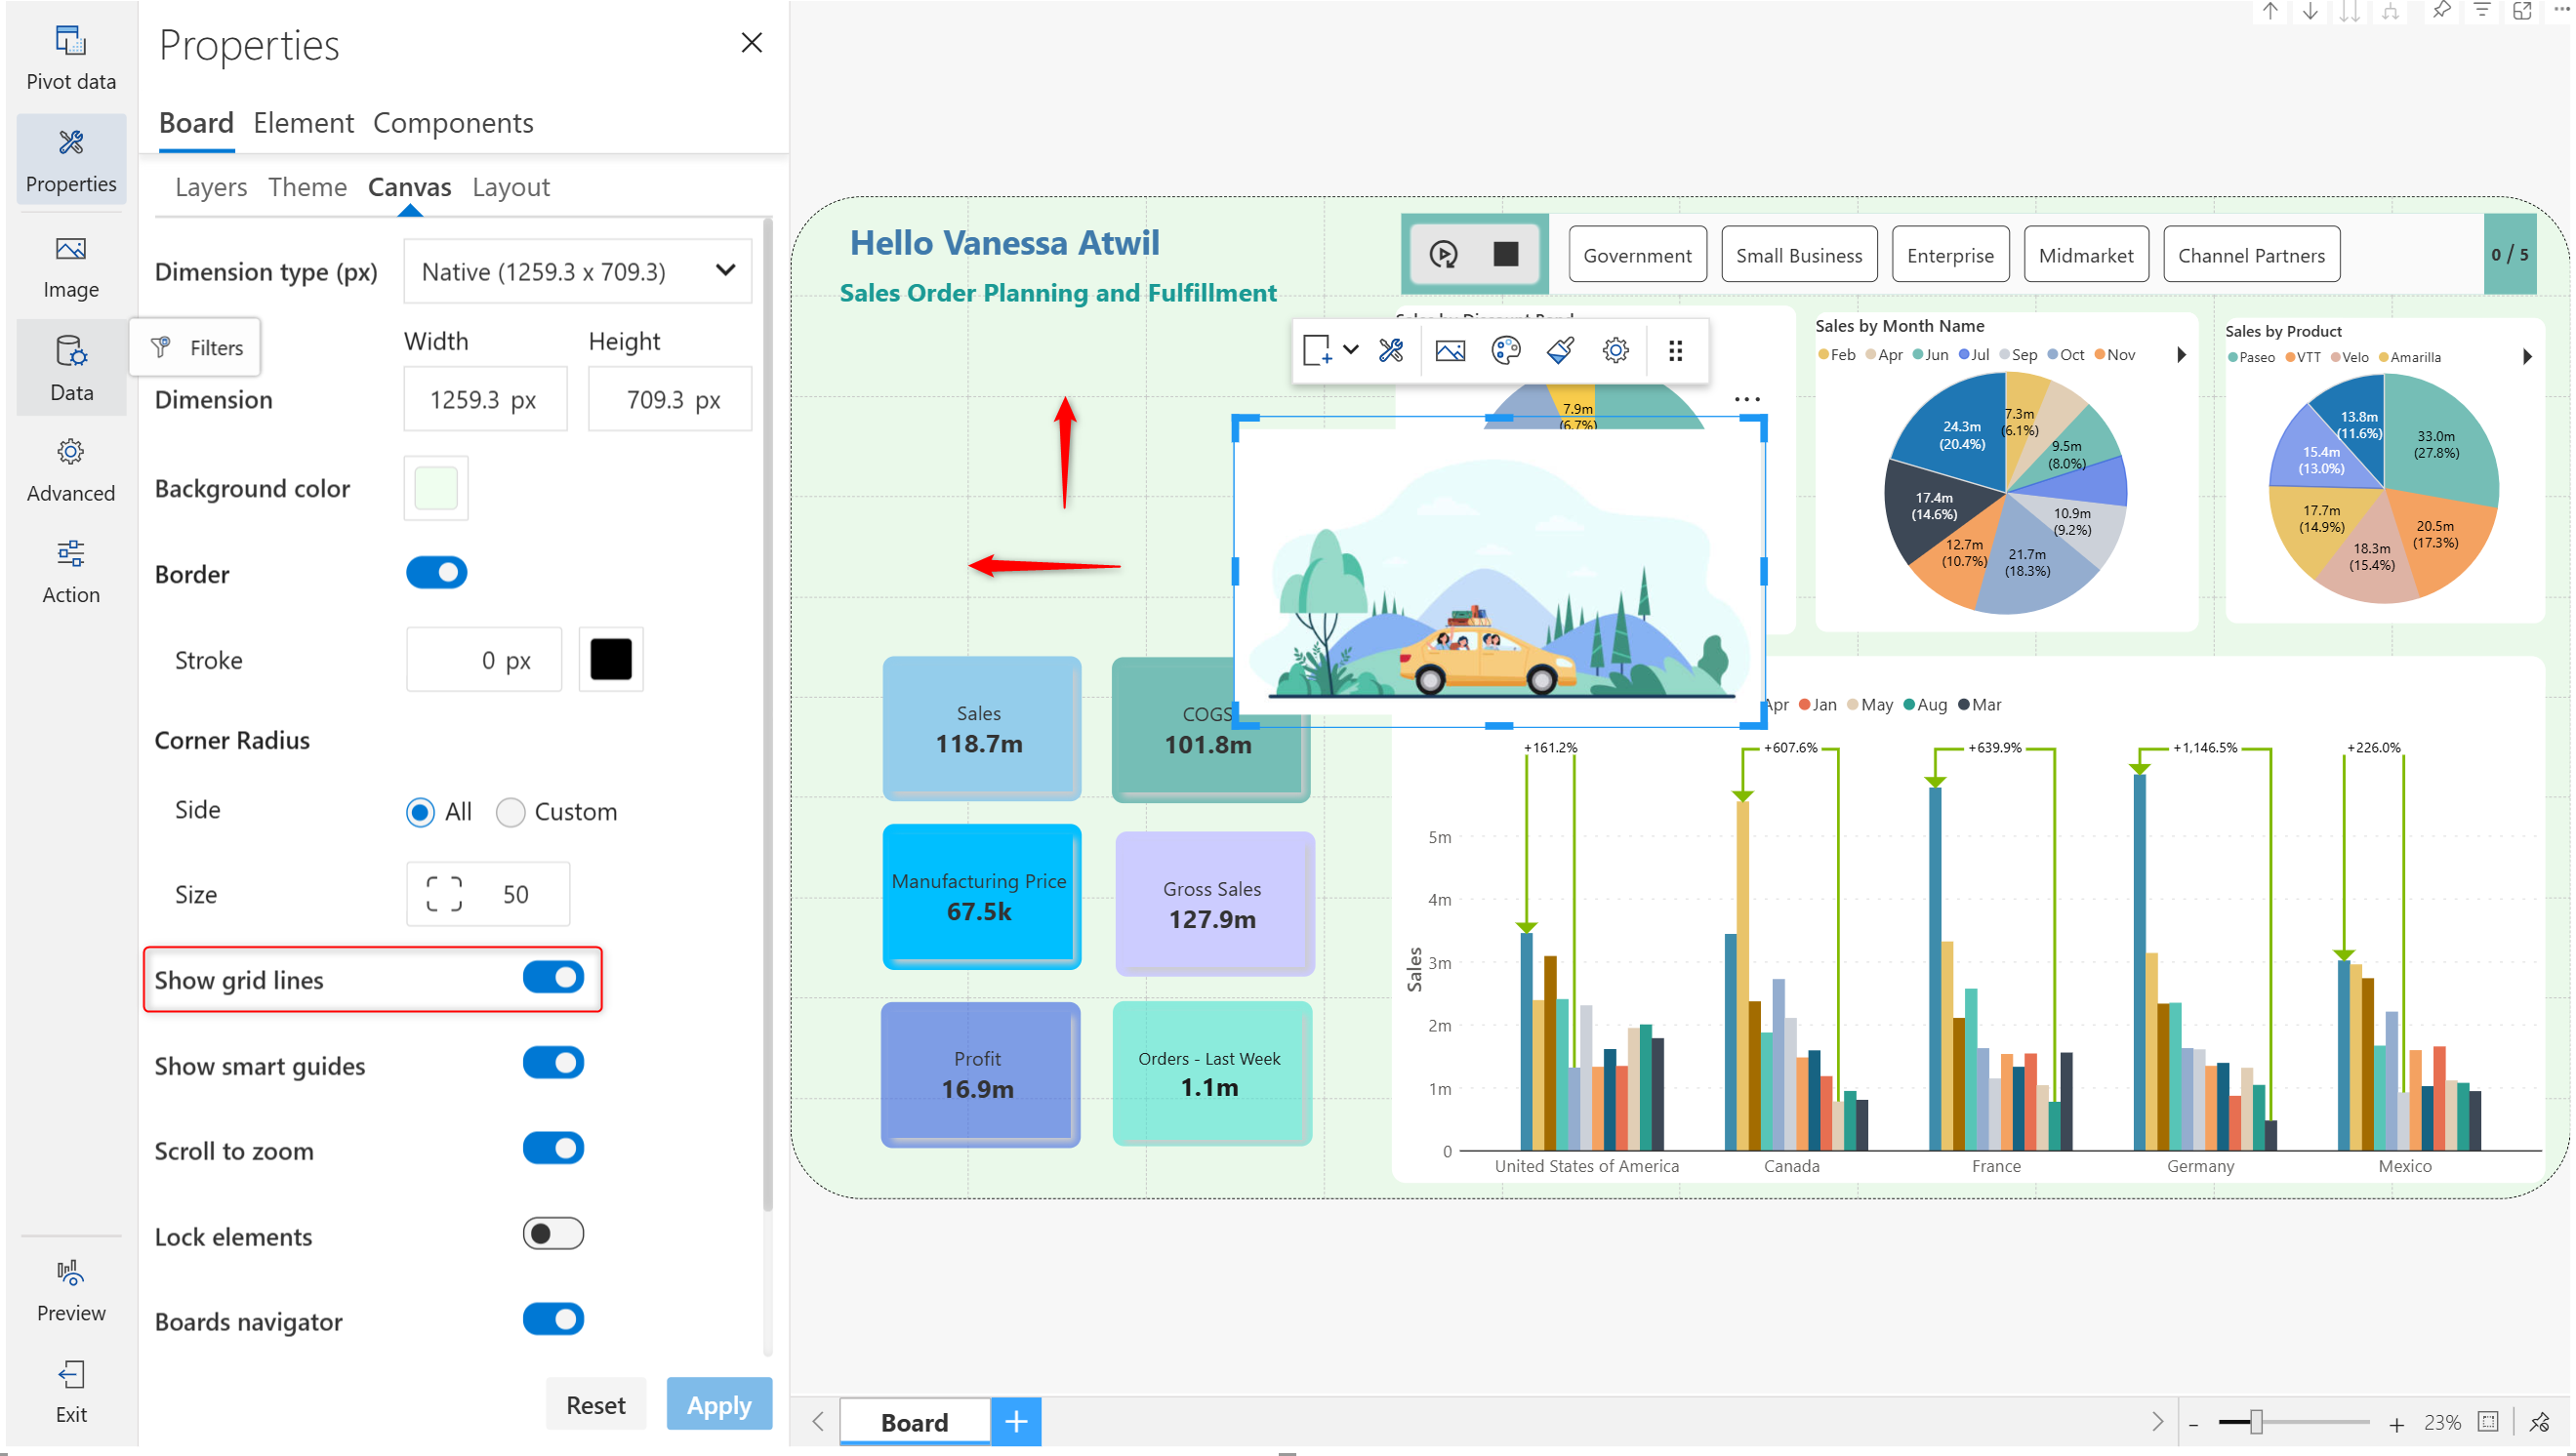 Pivot data
Properties
Image
Data
Filters
Advanced
Action
Preview
Exit
Properties
Board Element Components
Layers Theme Canvas Layout
Dimension type (px) Native (1259.3 x 709.3)
Width Height
Dimension 1259.3 px 709.3 px
Background color
Border
Stroke 0 px
Corner Radius
Side All Custom
Size 50
Show grid lines
Show smart guides
Scroll to zoom
Lock elements
Boards navigator
Reset Apply
Hello Vanessa Atwil
Sales Order Planning and Fulfillment
Government Small Business Enterprise Midmarket Channel Partners
0 / 5
7.9m
(6.7%)
Sales by Month Name
Feb Apr Jun Jul Sep Oct Nov
24.3m
(20.4%)
7.3m
(6.1%)
9.5m
(8.0%)
17.4m
(14.6%)
10.9m
(9.2%)
12.7m
(10.7%)
21.7m
(18.3%)
Sales by Product
Paseo VTT Velo Amarilla
13.8m
(11.6%)
33.0m
(27.8%)
15.4m
(13.0%)
17.7m
(14.9%)
20.5m
(17.3%)
18.3m
(15.4%)
Sales
118.7m
COGS
101.8m
Manufacturing Price
67.5k
Gross Sales
127.9m
Profit
16.9m
Orders - Last Week
1.1m
Apr Jan May Aug Mar
+161.2% +607.6% +639.9% +1,146.5% +226.0%
Sales
5m
4m
3m
2m
1m
0
United States of America Canada France Germany Mexico
Board
- + 23%